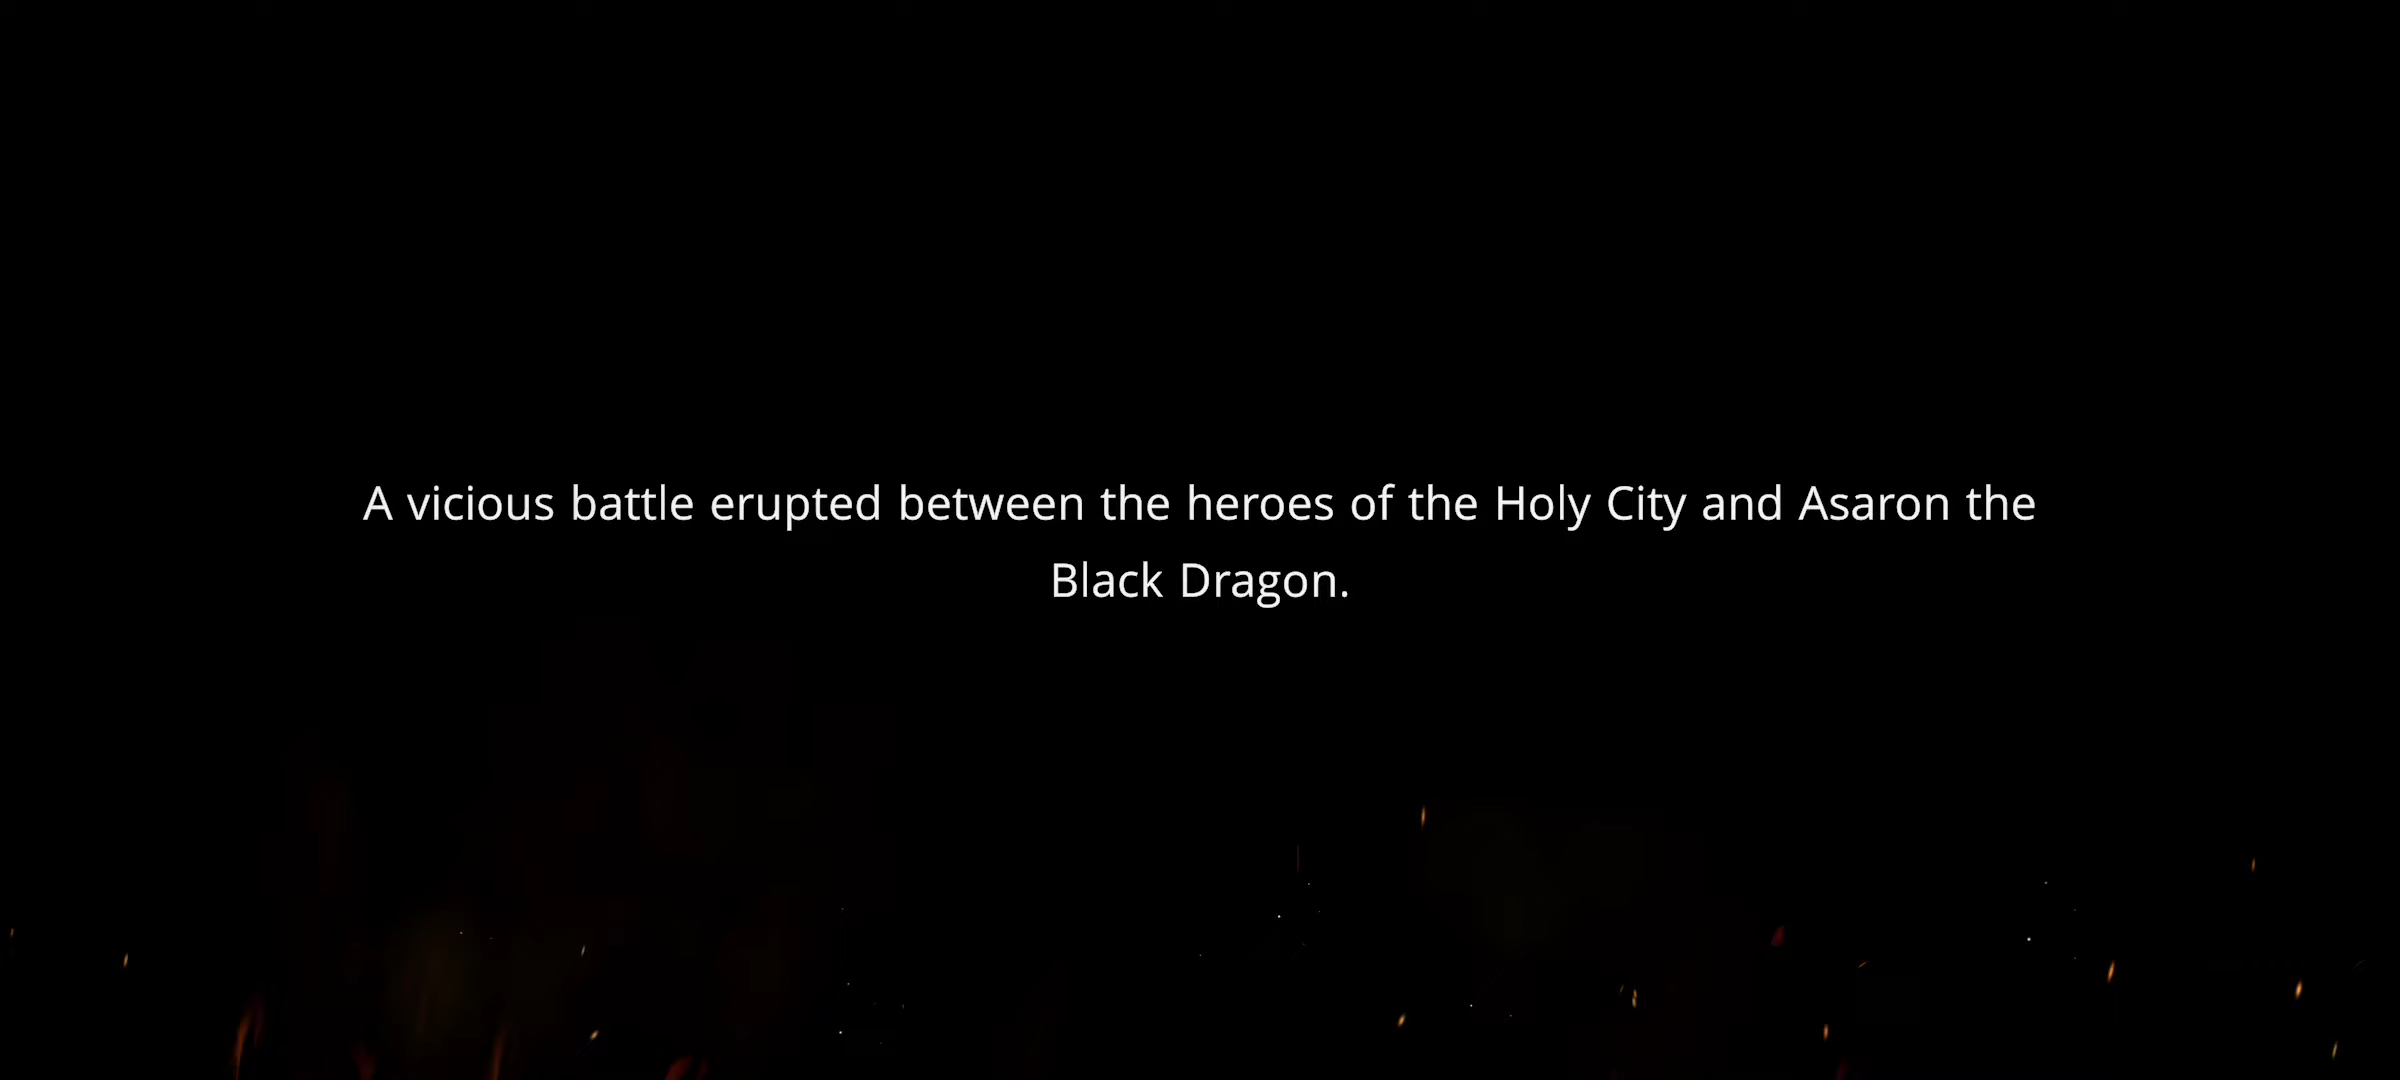 A vicious battle erupted between the heroes of the Holy City and Asaron the
Black Dragon.